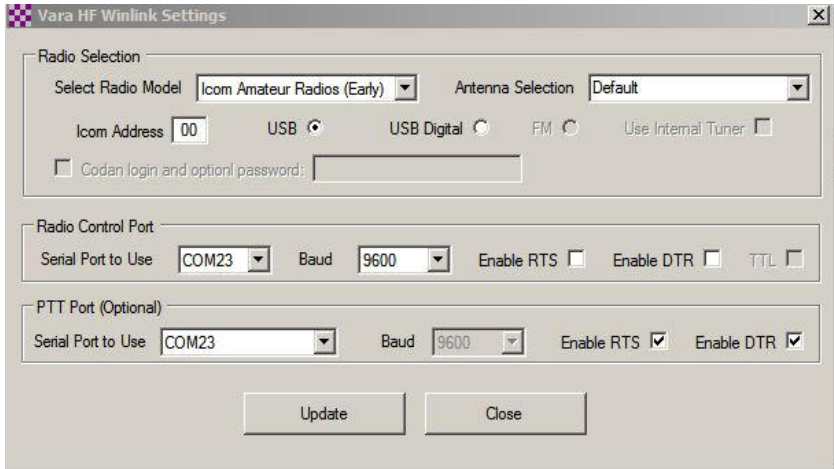 Vara HF Winlink Settings
Radio Selection
Select Radio Model Icom Amateur Radios (Early) Antenna Selection Default
Icom Address 00 USB USB Digital FM Use Internal Tuner
Codan login and optionl password:
Radio Control Port
Serial Port to Use COM23 Baud 9600 Enable RTS Enable DTR TTL
PTT Port (Optional)
Serial Port to Use COM23 Baud 9600 Enable RTS Enable DTR
Update Close